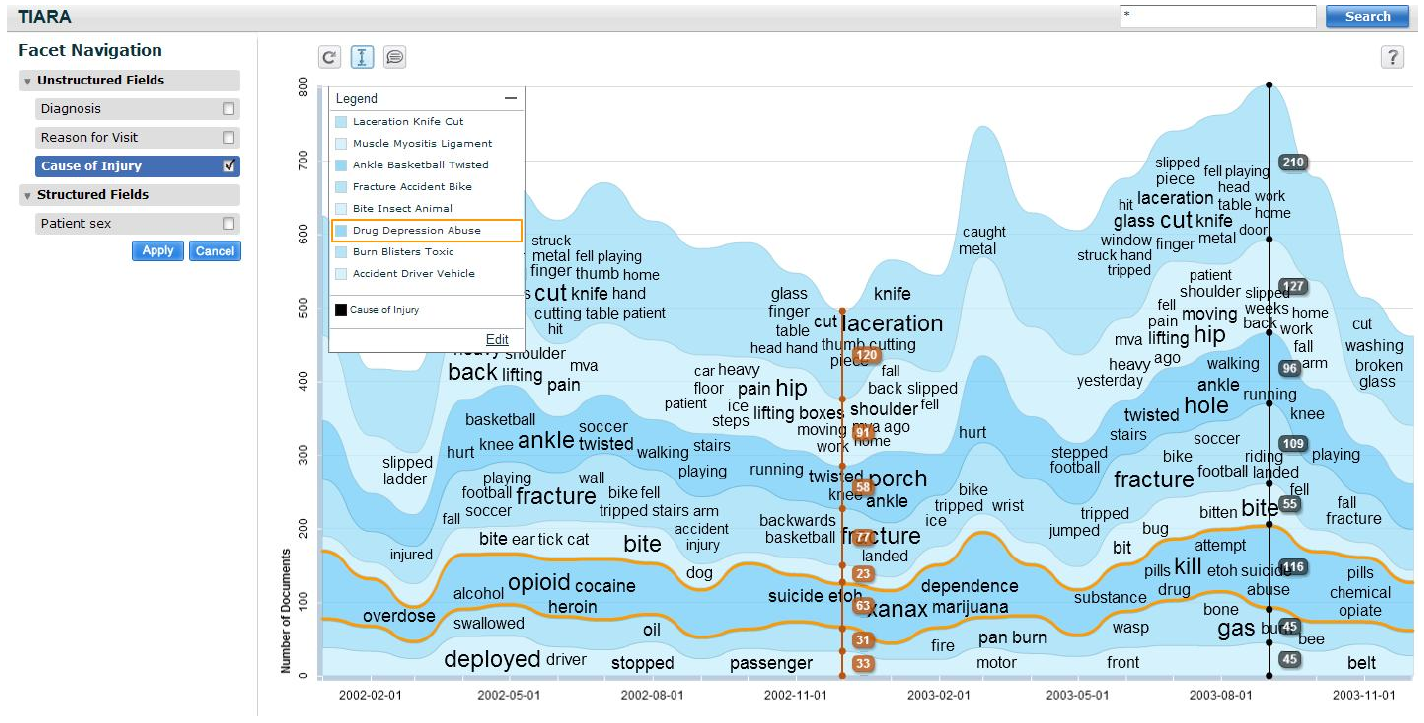 TIARA
*
Search
Facet Navigation
Unstructured Fields
Diagnosis
Reason for Visit
Cause of Injury
Structured Fields
Patient sex
Apply Cancel
?
Number of Documents
800
700
600
500
400
300
200
100
0
Legend
Laceration Knife Cut
Muscle Myositis Ligament
Ankle Basketball Twisted
Fracture Accident Bike
Bite Insect Animal
Drug Depression Abuse
Burn Blisters Toxic
Accident Driver Vehicle
Cause of Injury
Edit
struck
metal fell playing
finger thumb home
s cut knife hand
cutting table patient
hit
heavy shoulder
mva
back lifting
pain
basketball
soccer
hurt knee ankle twisted
walking stairs
slipped
ladder
playing
wall
football fracture bike fell
soccer tripped stairs arm
fall
accident
injury
injured
bite ear tick cat
bite
dog
overdose
alcohol opioid cocaine
heroin
swallowed
oil
deployed driver
stopped
passenger
glass
finger
table
head hand
knife
cut laceration
thumb cutting
piece
car heavy
floor pain hip
patient ice
steps lifting boxes
moving
work
fall
back slipped
shoulder fell
mva ago
home
playing
running twisted porch
knee ankle
backwards
basketball
fracture
landed
ice
suicide etoh
xanax
dependence
marijuana
fire
pan burn
motor
120
91
58
77
23
63
31
33
caught
metal
hurt
bike
tripped wrist
slipped
piece fell playing
head
hit laceration table work
home
glass cut knife
door
window finger metal
struck hand
tripped
patient
shoulder slipped
fell weeks home
pain moving back work
mva lifting hip fall
ago arm
heavy
yesterday
walking
ankle
running
twisted hole knee
stairs
stepped
football
soccer
bike riding playing
fracture football landed
fell
tripped
jumped
bitten bite
fall
fracture
bug
bit
attempt
pills kill etoh suicide
drug abuse
substance
bone
wasp gas burn
bee
front
pills
chemical
opiate
belt
cut
washing
broken
glass
210
127
96
109
55
116
45
45
2002-02-01 2002-05-01 2002-08-01 2002-11-01 2003-02-01 2003-05-01 2003-08-01 2003-11-01